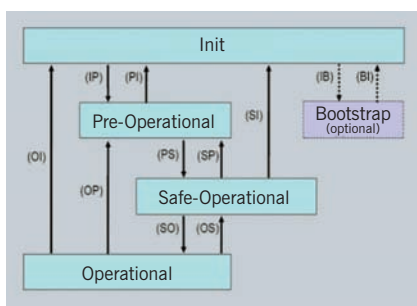 Init
(IP)
(PI)
(IB)
(BI)
Pre-Operational
Bootstrap
(optional)
(SI)
(OI)
(PS)
(SP)
(OP)
Safe-Operational
(SO)
(OS)
Operational